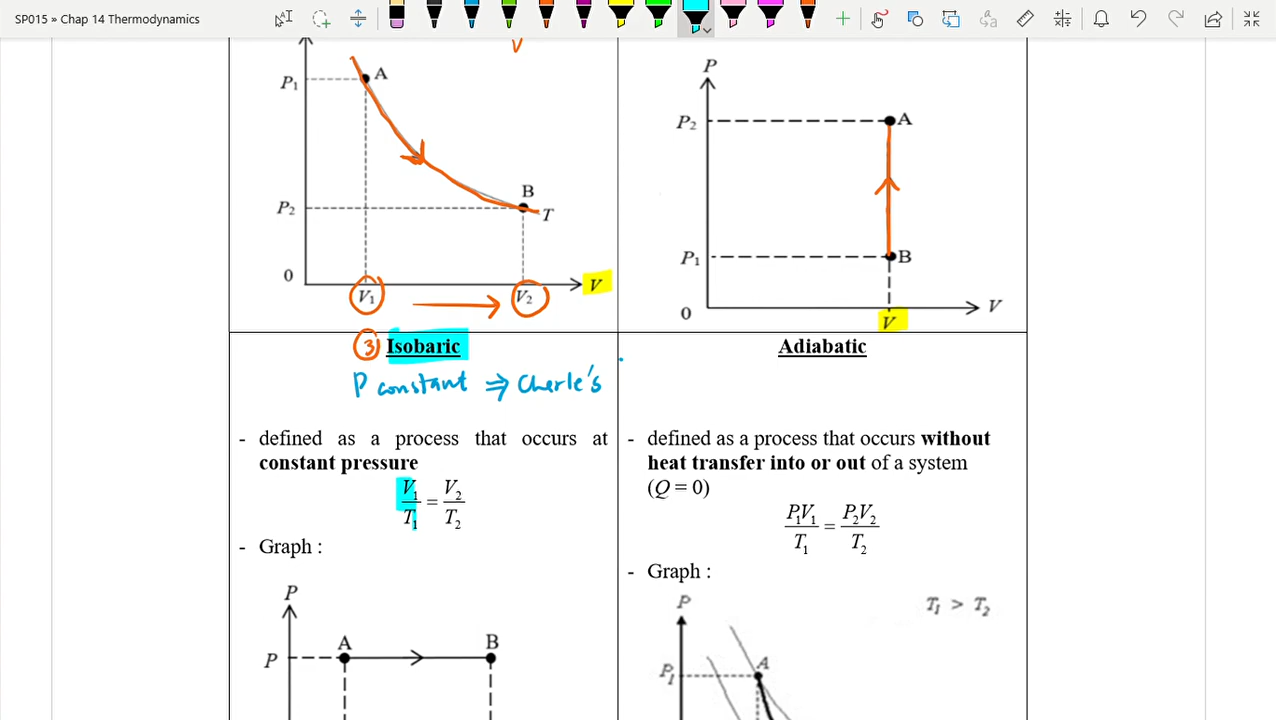 SP015 » Chap 14 Thermodynamics
V
P1
A
P2
B
T
0
V1
V2
V
P
P2
A
P1
B
0
V
V
3 Isobaric
P constant ⇒ Cherle's
- defined as a process that occurs at
constant pressure
V1/T1 = V2/T2
- Graph :
P
A
B
P
Adiabatic
- defined as a process that occurs without
heat transfer into or out of a system
(Q = 0)
P1V1/T1 = P2V2/T2
- Graph :
P
T1 > T2
P1
A